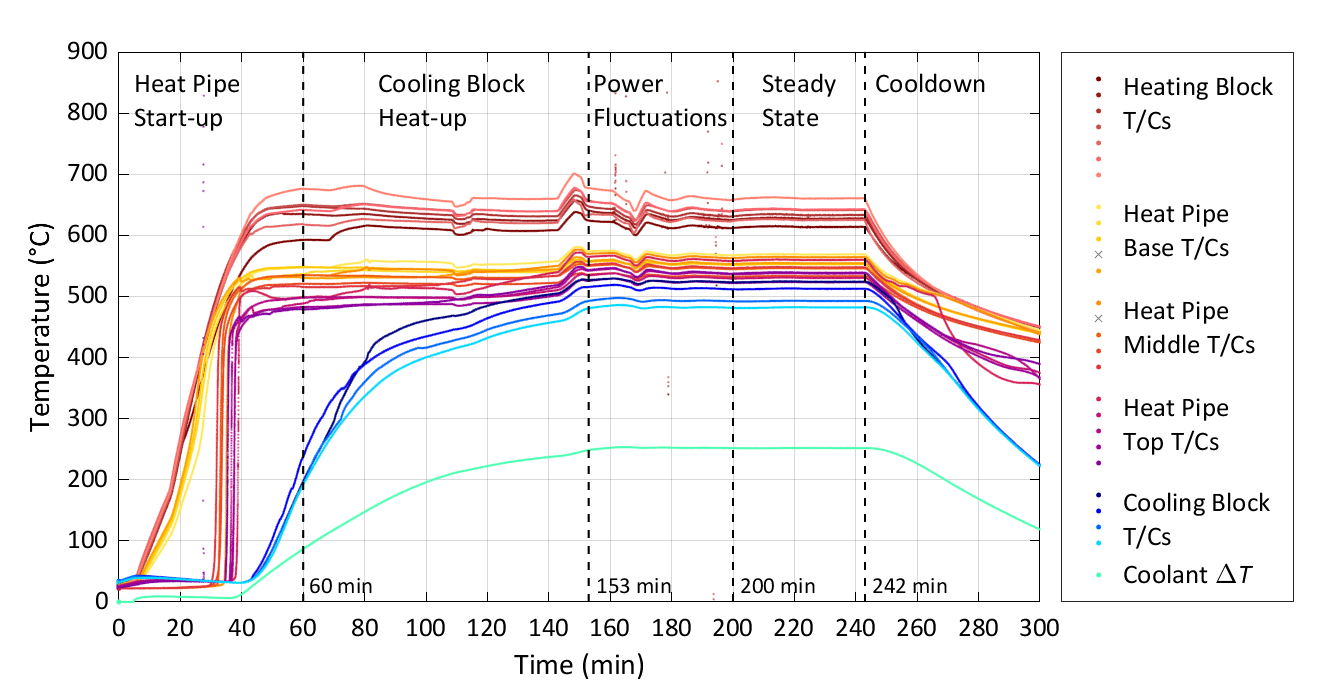 900
800
700
600
500
400
300
200
100
0
Temperature (°C)
Heat Pipe
Start-up
Cooling Block
Heat-up
Power
Fluctuations
Steady
State
Cooldown
60 min
153 min
200 min
242 min
0 20 40 60 80 100 120 140 160 180 200 220 240 260 280 300
Time (min)
Heating Block
T/Cs
Heat Pipe
Base T/Cs
Heat Pipe
Middle T/Cs
Heat Pipe
Top T/Cs
Cooling Block
T/Cs
Coolant ΔT